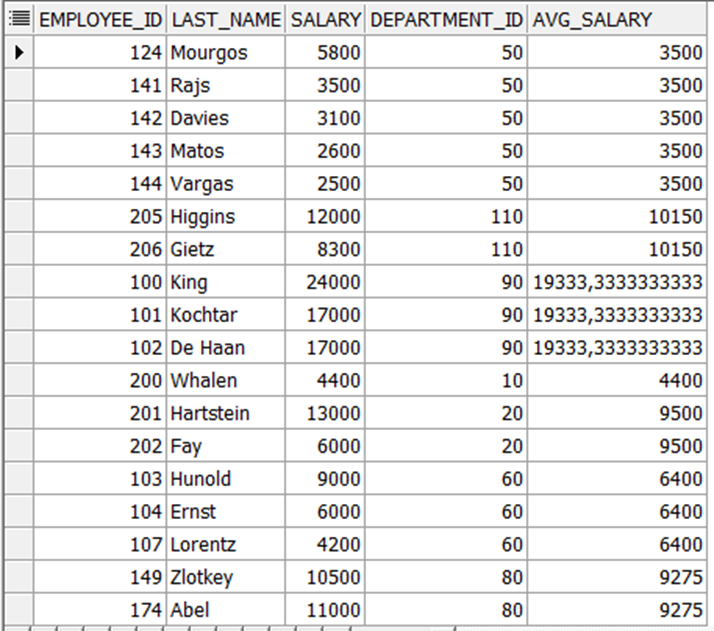 EMPLOYEE_ID LAST_NAME SALARY DEPARTMENT_ID AVG_SALARY
124 Mourgos 5800 50 3500
141 Rajs 3500 50 3500
142 Davies 3100 50 3500
143 Matos 2600 50 3500
144 Vargas 2500 50 3500
205 Higgins 12000 110 10150
206 Gietz 8300 110 10150
100 King 24000 90 19333,3333333333
101 Kochtar 17000 90 19333,3333333333
102 De Haan 17000 90 19333,3333333333
200 Whalen 4400 10 4400
201 Hartstein 13000 20 9500
202 Fay 6000 20 9500
103 Hunold 9000 60 6400
104 Ernst 6000 60 6400
107 Lorentz 4200 60 6400
149 Zlotkey 10500 80 9275
174 Abel 11000 80 9275